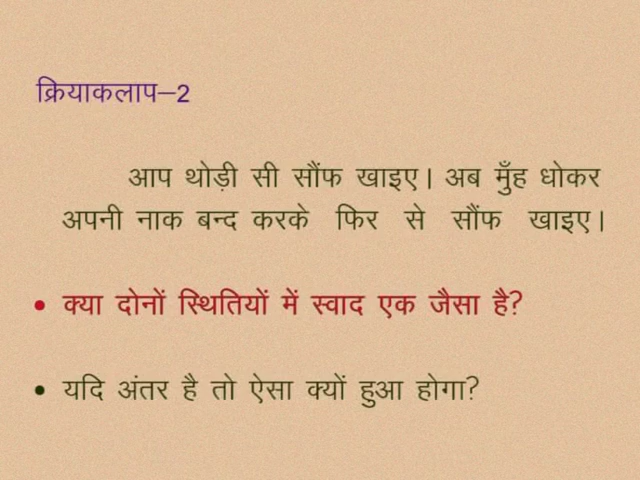 क्रियाकलाप–2
आप थोड़ी सी सौंफ खाइए। अब मुँह धोकर
अपनी नाक बन्द करके फिर से सौंफ खाइए।
• क्या दोनों स्थितियों में स्वाद एक जैसा है?
• यदि अंतर है तो ऐसा क्यों हुआ होगा?